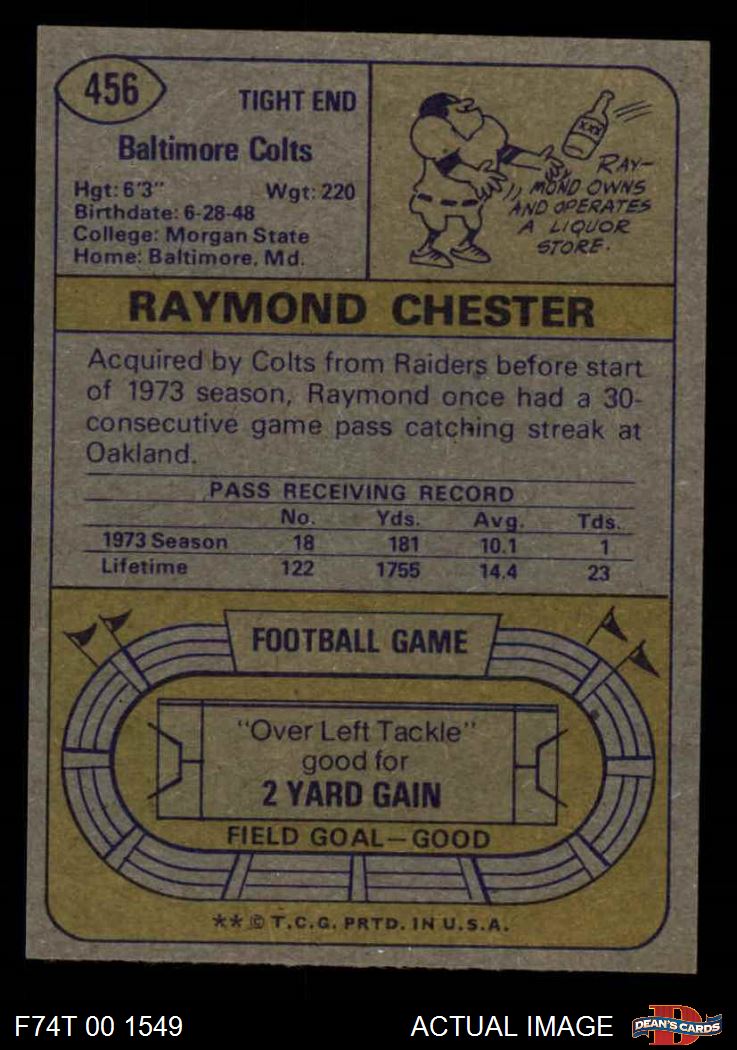 456
TIGHT END
Baltimore Colts
Hgt: 6'3" Wgt: 220
Birthdate: 6-28-48
College: Morgan State
Home: Baltimore, Md.
XXX
RAY-
MOND OWNS
AND OPERATES
A LIQUOR
STORE.
RAYMOND CHESTER
Acquired by Colts from Raiders before start
of 1973 season, Raymond once had a 30-
consecutive game pass catching streak at
Oakland.
PASS RECEIVING RECORD
No. Yds. Avg. Tds.
1973 Season 18 181 10.1 1
Lifetime 122 1755 14.4 23
FOOTBALL GAME
"Over Left Tackle"
good for
2 YARD GAIN
FIELD GOAL—GOOD
** © T.C.G. PRTD. IN U.S.A.
F74T 00 1549
ACTUAL IMAGE
D
DEAN'S CARDS